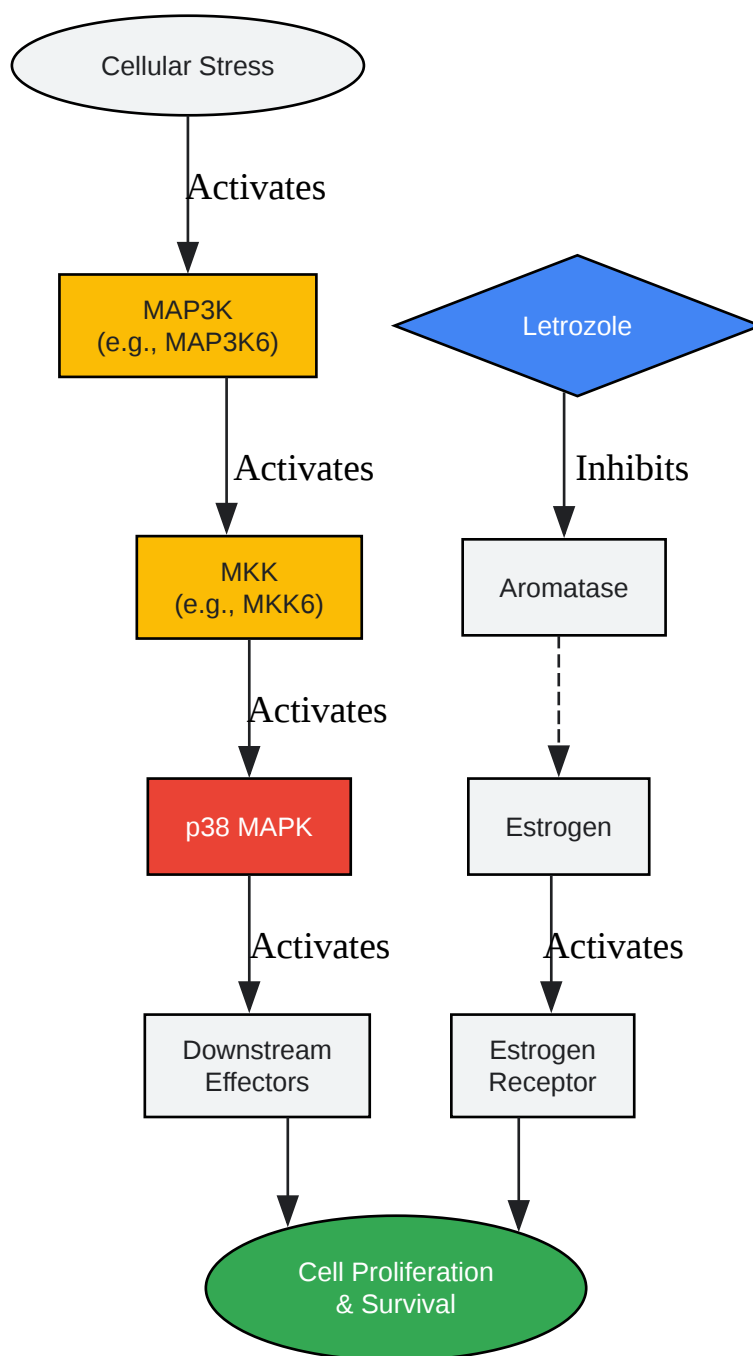 Cellular Stress
Activates
MAP3K
(e.g., MAP3K6)
Letrozole
Activates
Inhibits
MKK
(e.g., MKK6)
Aromatase
Activates
p38 MAPK
Estrogen
Activates
Activates
Downstream
Effectors
Estrogen
Receptor
Cell Proliferation
& Survival